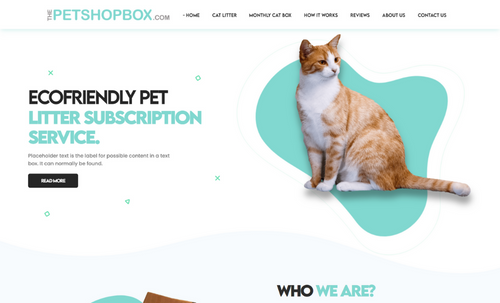 THEPETSHOPBOX.COM
- HOME CAT LITTER MONTHLY CAT BOX HOW IT WORKS REVIEWS ABOUT US CONTACT US
ECOFRIENDLY PET
LITTER SUBSCRIPTION
SERVICE.
Placeholder text is the label for possible content in a text
box. It can normally be found.
READ MORE
WHO WE ARE?